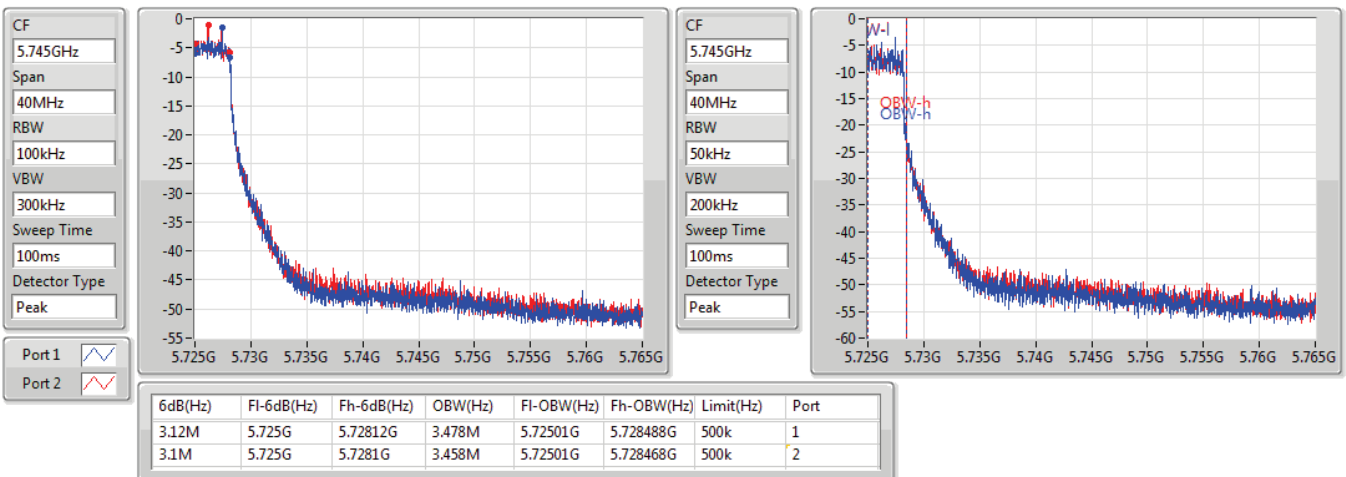 CF
5.745GHz
Span
40MHz
RBW
100kHz
VBW
300kHz
Sweep Time
100ms
Detector Type
Peak
Port 1
Port 2
0
-5
-10
-15
-20
-25
-30
-35
-40
-45
-50
-55
5.725G 5.73G 5.735G 5.74G 5.745G 5.75G 5.755G 5.76G 5.765G
CF
5.745GHz
Span
40MHz
RBW
50kHz
VBW
200kHz
Sweep Time
100ms
Detector Type
Peak
W-l
OBW-h
OBW-h
0
-5
-10
-15
-20
-25
-30
-35
-40
-45
-50
-55
-60
5.725G 5.73G 5.735G 5.74G 5.745G 5.75G 5.755G 5.76G 5.765G
6dB(Hz) Fl-6dB(Hz) Fh-6dB(Hz) OBW(Hz) Fl-OBW(Hz) Fh-OBW(Hz) Limit(Hz) Port
3.12M 5.725G 5.72812G 3.478M 5.72501G 5.728488G 500k 1
3.1M 5.725G 5.7281G 3.458M 5.72501G 5.728468G 500k 2